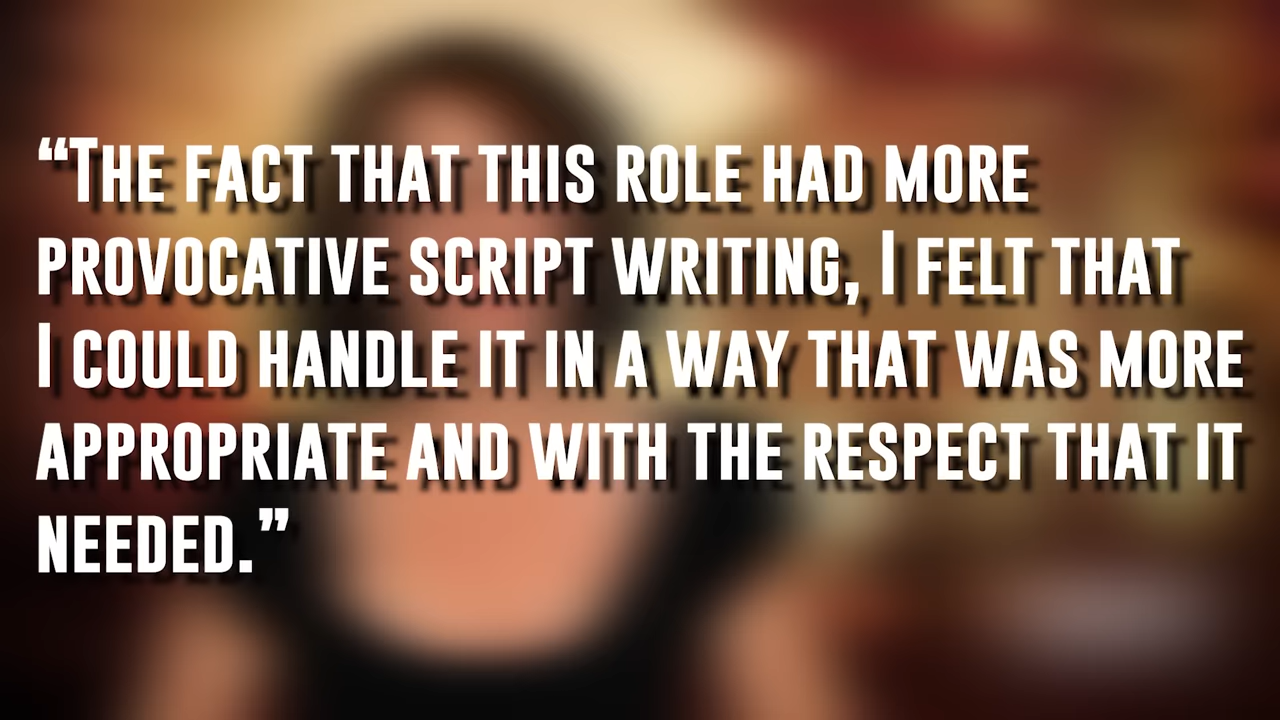 “The fact that this role had more
provocative script writing, I felt that
I could handle it in a way that was more
appropriate and with the respect that it
needed.”